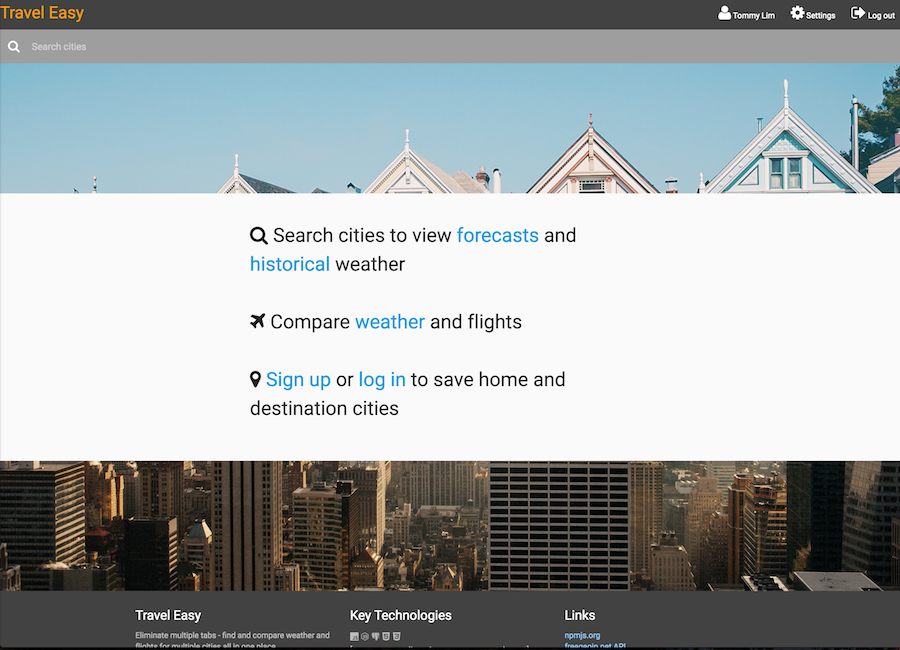 Travel Easy
Tommy Lim
Settings
Log out
Search cities
Search cities to view forecasts and
historical weather
Compare weather and flights
Sign up or log in to save home and
destination cities
Travel Easy
Key Technologies
Links
Eliminate multiple tabs - find and compare weather and
flights for multiple cities all in one place
npmjs.org
freegeoip.net API